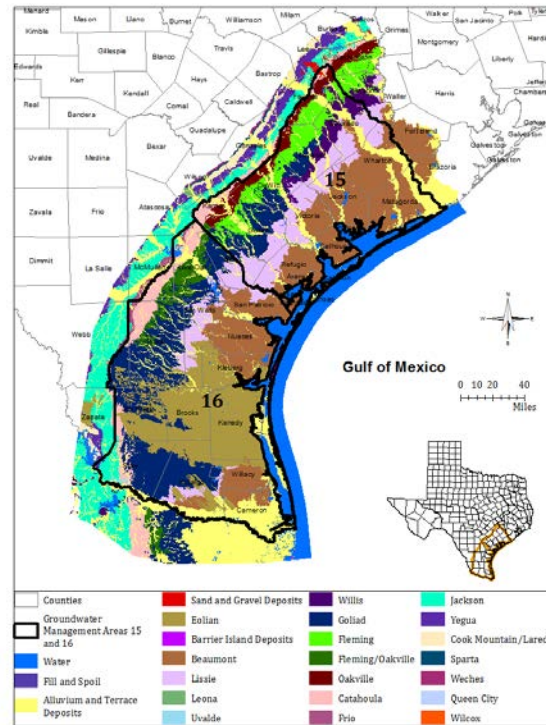 Menard
Mason
Llano
Burnet
Williamson
Milam
Grimes
Walker
San Jacinto
Polk
Kimble
Gillespie
Blanco
Travis
Montgomery
Liberty
Edwards
Kerr
Hays
Bastrop
Harris
Chambers
Real
Kendall
Comal
Caldwell
Waller
Bandera
Guadalupe
Galveston
Bexar
Gonzales
Fort Bend
Uvalde
Medina
Wharton
Brazoria
15
Jackson
Matagorda
Zavala
Frio
Atascosa
Victoria
Calhoun
Dimmit
La Salle
McMullen
Refugio
San Patricio
Webb
Nueces
Kleberg
Gulf of Mexico
16
Zapata
Brooks
Kenedy
0 10 20 40
Miles
Willacy
Cameron
Counties
Groundwater
Management Areas 15
and 16
Water
Fill and Spoil
Alluvium and Terrace
Deposits
Sand and Gravel Deposits
Eolian
Barrier Island Deposits
Beaumont
Lissie
Leona
Uvalde
Willis
Goliad
Fleming
Fleming/Oakville
Oakville
Catahoula
Frio
Jackson
Yegua
Cook Mountain/Lared
Sparta
Weches
Queen City
Wilcox